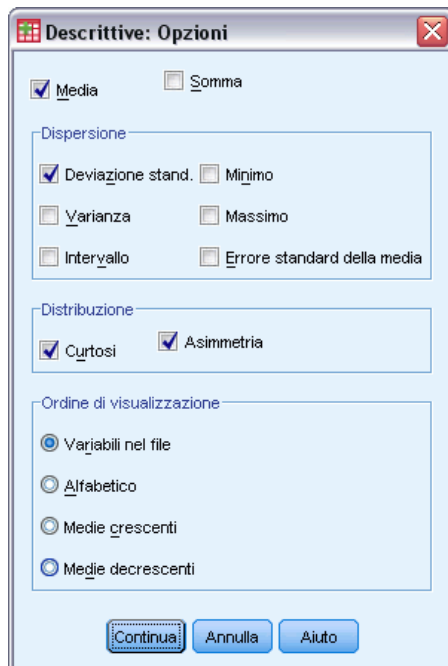 Descrittive: Opzioni
Media
Somma
Dispersione
Deviazione stand.
Minimo
Varianza
Massimo
Intervallo
Errore standard della media
Distribuzione
Curtosi
Asimmetria
Ordine di visualizzazione
Variabili nel file
Alfabetico
Medie crescenti
Medie decrescenti
Continua
Annulla
Aiuto